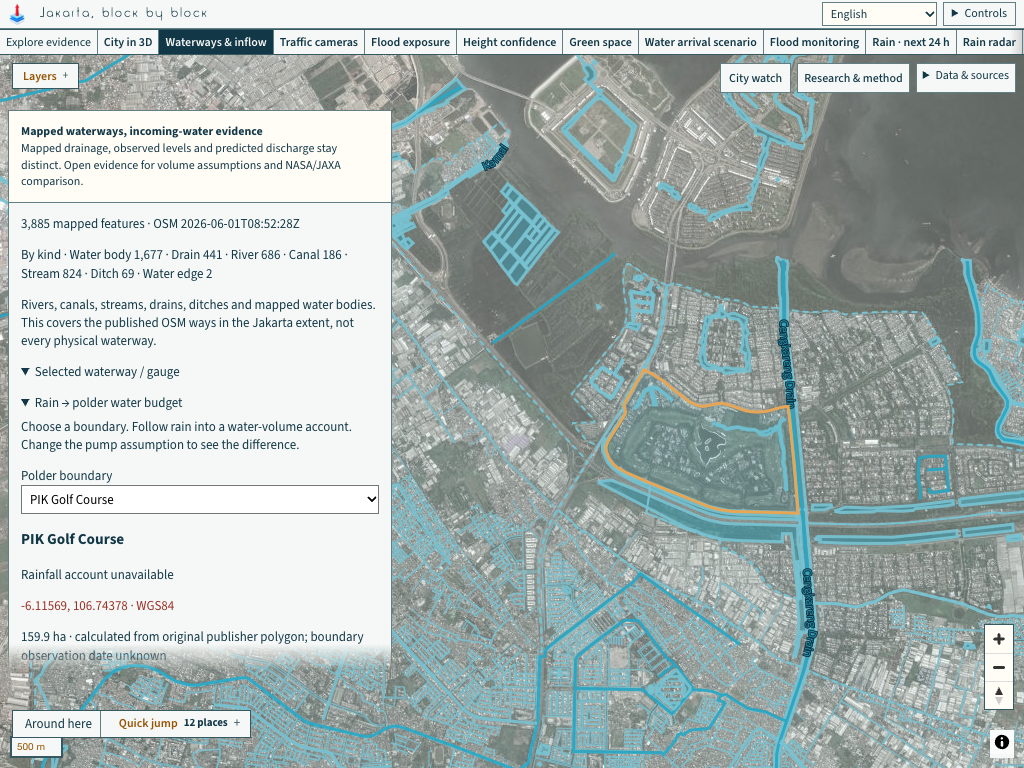 Jakarta, block by block
English
▶ Controls
Explore evidence
City in 3D
Waterways & inflow
Traffic cameras
Flood exposure
Height confidence
Green space
Water arrival scenario
Flood monitoring
Rain · next 24 h
Rain radar
Layers +
City watch
Research & method
▶ Data & sources
Mapped waterways, incoming-water evidence
Mapped drainage, observed levels and predicted discharge stay
distinct. Open evidence for volume assumptions and NASA/JAXA
comparison.
3,885 mapped features · OSM 2026-06-01T08:52:28Z
By kind · Water body 1,677 · Drain 441 · River 686 · Canal 186 ·
Stream 824 · Ditch 69 · Water edge 2
Rivers, canals, streams, drains, ditches and mapped water bodies.
This covers the published OSM ways in the Jakarta extent, not
every physical waterway.
▼ Selected waterway / gauge
▼ Rain → polder water budget
Choose a boundary. Follow rain into a water-volume account.
Change the pump assumption to see the difference.
Polder boundary
PIK Golf Course
PIK Golf Course
Rainfall account unavailable
-6.11569, 106.74378 · WGS84
159.9 ha · calculated from original publisher polygon; boundary
observation date unknown
Kamal
Cengkareng Drain
Cengkareng Drain
Around here
Quick jump 12 places +
500 m